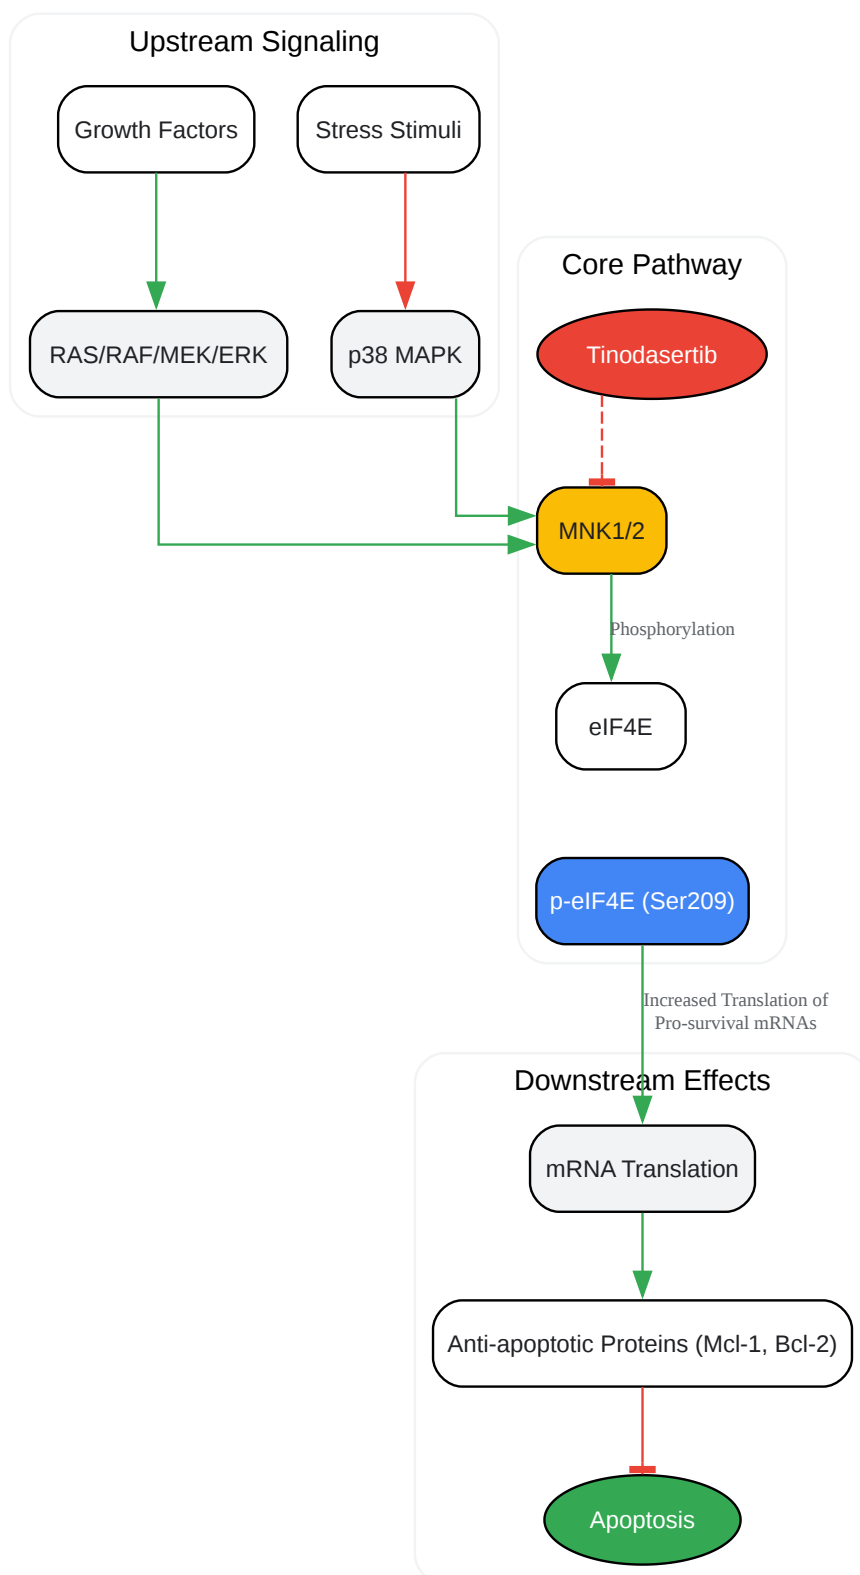 Upstream Signaling
Growth Factors
Stress Stimuli
RAS/RAF/MEK/ERK
p38 MAPK
Core Pathway
Tinodasertib
MNK1/2
Phosphorylation
eIF4E
p-eIF4E (Ser209)
Increased Translation of
Pro-survival mRNAs
Downstream Effects
mRNA Translation
Anti-apoptotic Proteins (Mcl-1, Bcl-2)
Apoptosis